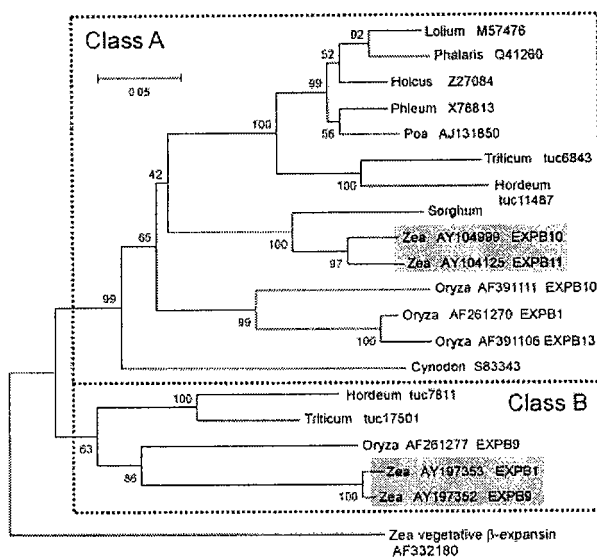 Class A
0.05
92
Lolium M57476
Phalaris Q41260
52
Holcus Z27084
99
Phleum X78813
56
Poa AJ131850
100
Triticum tuc6843
100
Hordeum
tuc11487
42
Sorghum
100
Zea AY104999 EXPB10
97
Zea AY104125 EXPB11
65
Oryza AF391111 EXPB10
99
Oryza AF261270 EXPB1
100
Oryza AF391106 EXPB13
99
Cynodon S83343
Class B
100
Hordeum tuc7811
Triticum tuc17501
63
Oryza AF261277 EXPB9
86
Zea AY197353 EXPB1
100
Zea AY197352 EXPB9
Zea vegetative β-expansin
AF332180